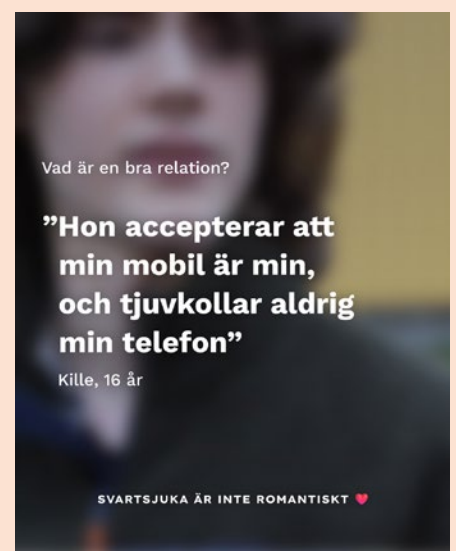 Vad är en bra relation?
”Hon accepterar att
min mobil är min,
och tjuvkollar aldrig
min telefon”
Kille, 16 år
SVARTSJUKA ÄR INTE ROMANTISKT ❤